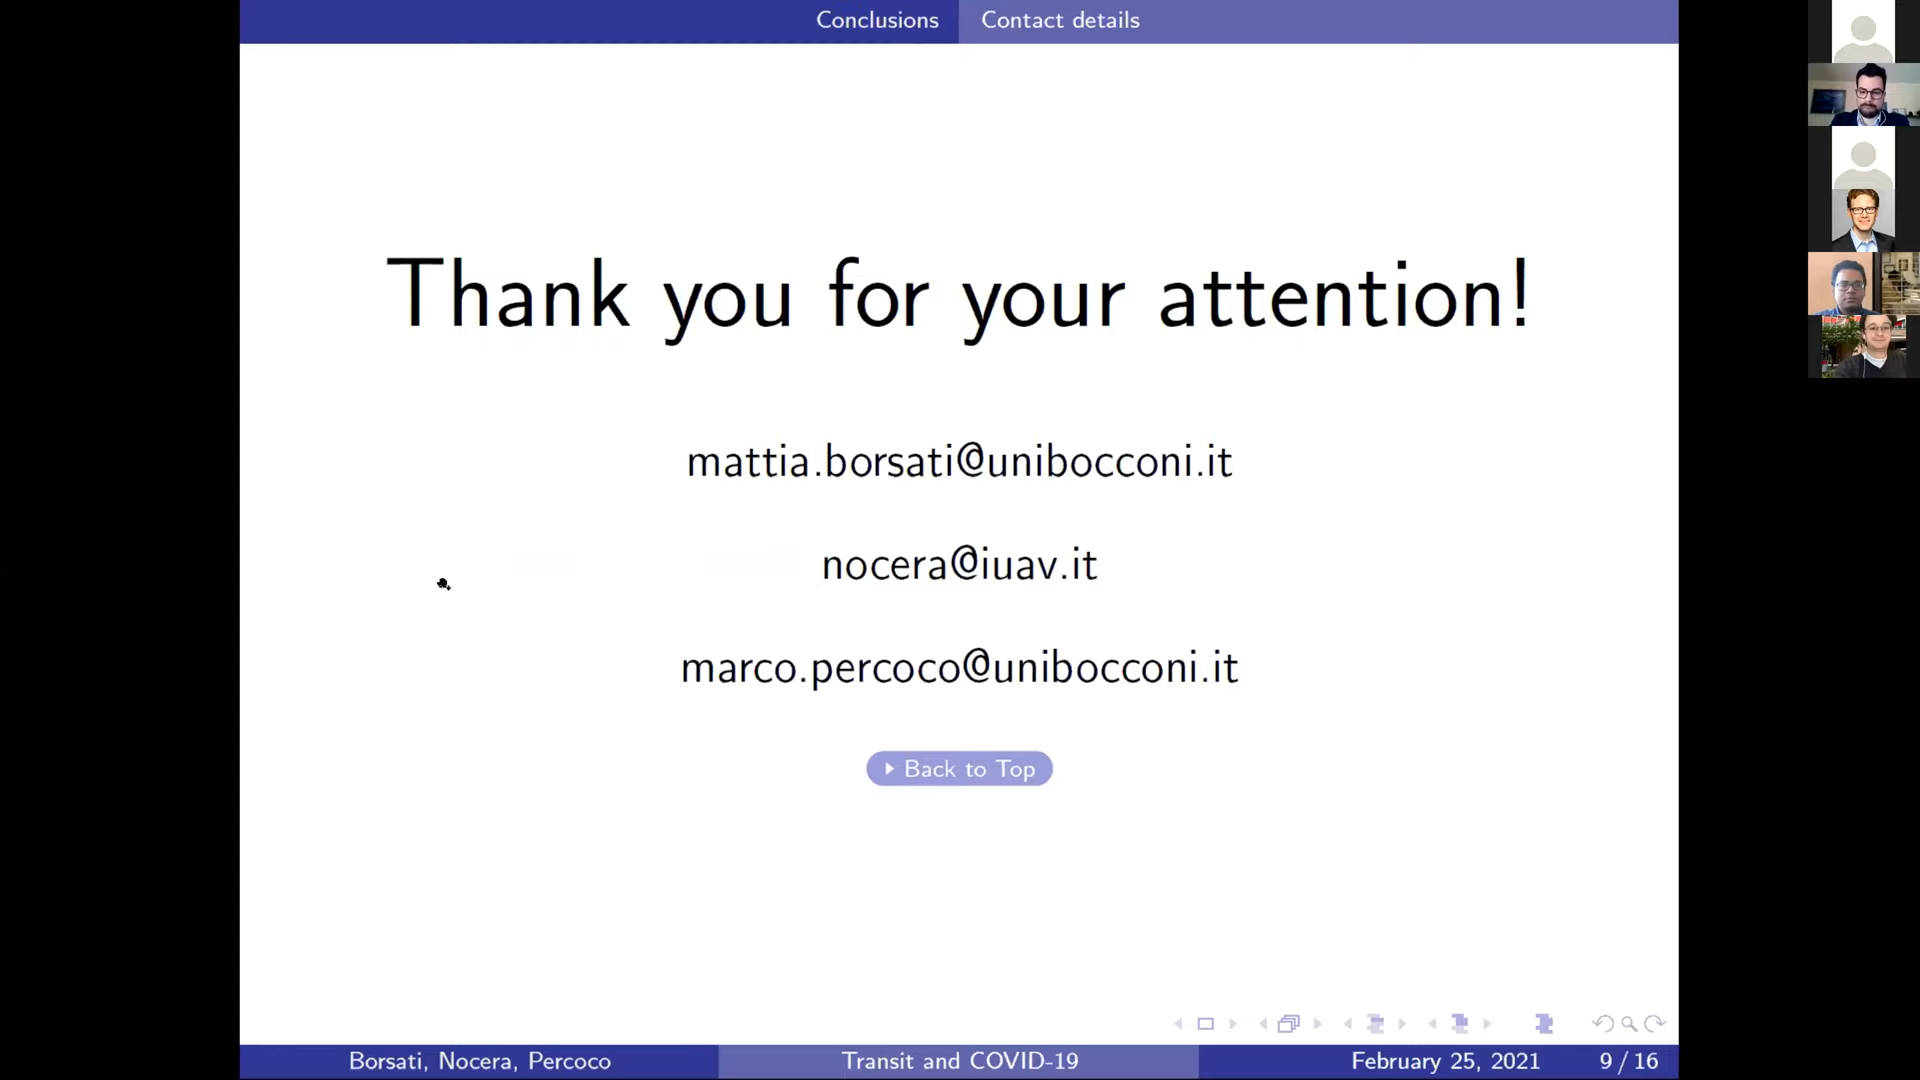 Conclusions Contact details
Thank you for your attention!
mattia.borsati@unibocconi.it
nocera@iuav.it
marco.percoco@unibocconi.it
Back to Top
Borsati, Nocera, Percoco Transit and COVID-19 February 25, 2021 9 / 16